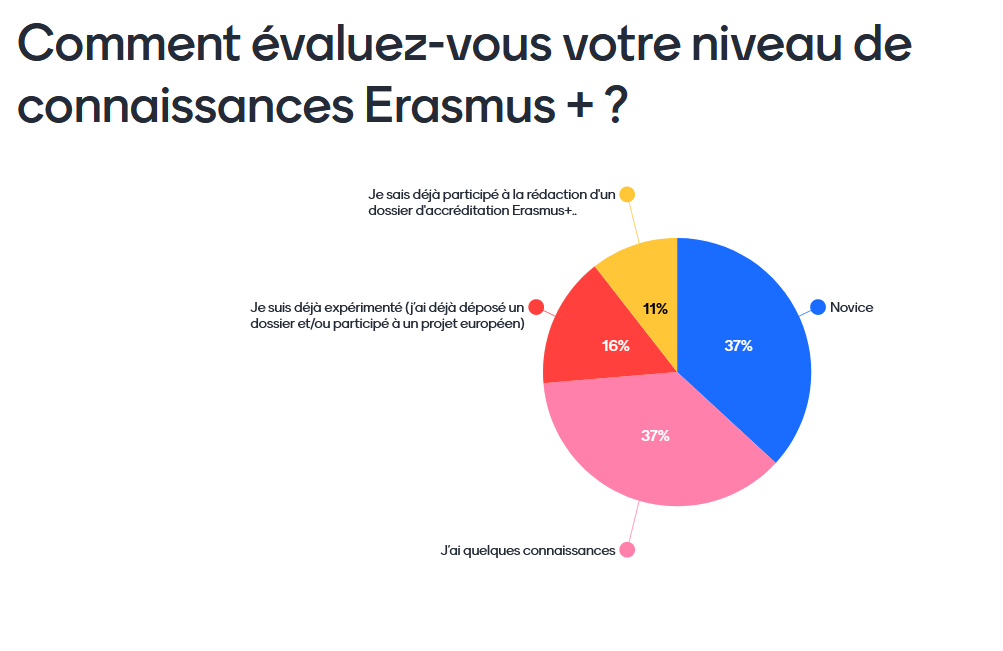 Comment évaluez-vous votre niveau de
connaissances Erasmus + ?
Je sais déjà participé à la rédaction d'un
dossier d'accréditation Erasmus+..
11%
Je suis déjà expérimenté (j'ai déjà déposé un
dossier et/ou participé à un projet européen)
Novice
16%
37%
37%
J'ai quelques connaissances